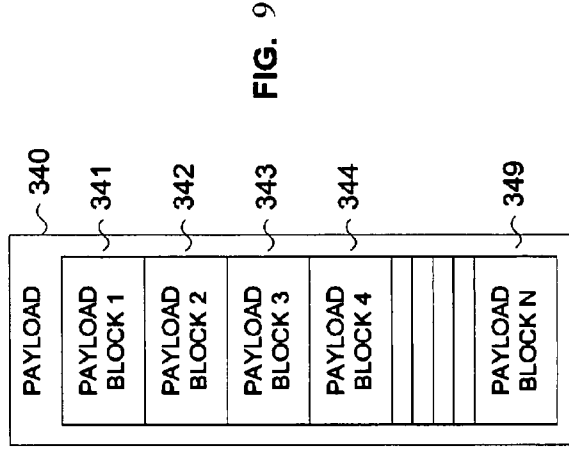 PAYLOAD
340
PAYLOAD
BLOCK 1
341
PAYLOAD
BLOCK 2
342
PAYLOAD
BLOCK 3
343
PAYLOAD
BLOCK 4
344
PAYLOAD
BLOCK N
349
FIG. 9